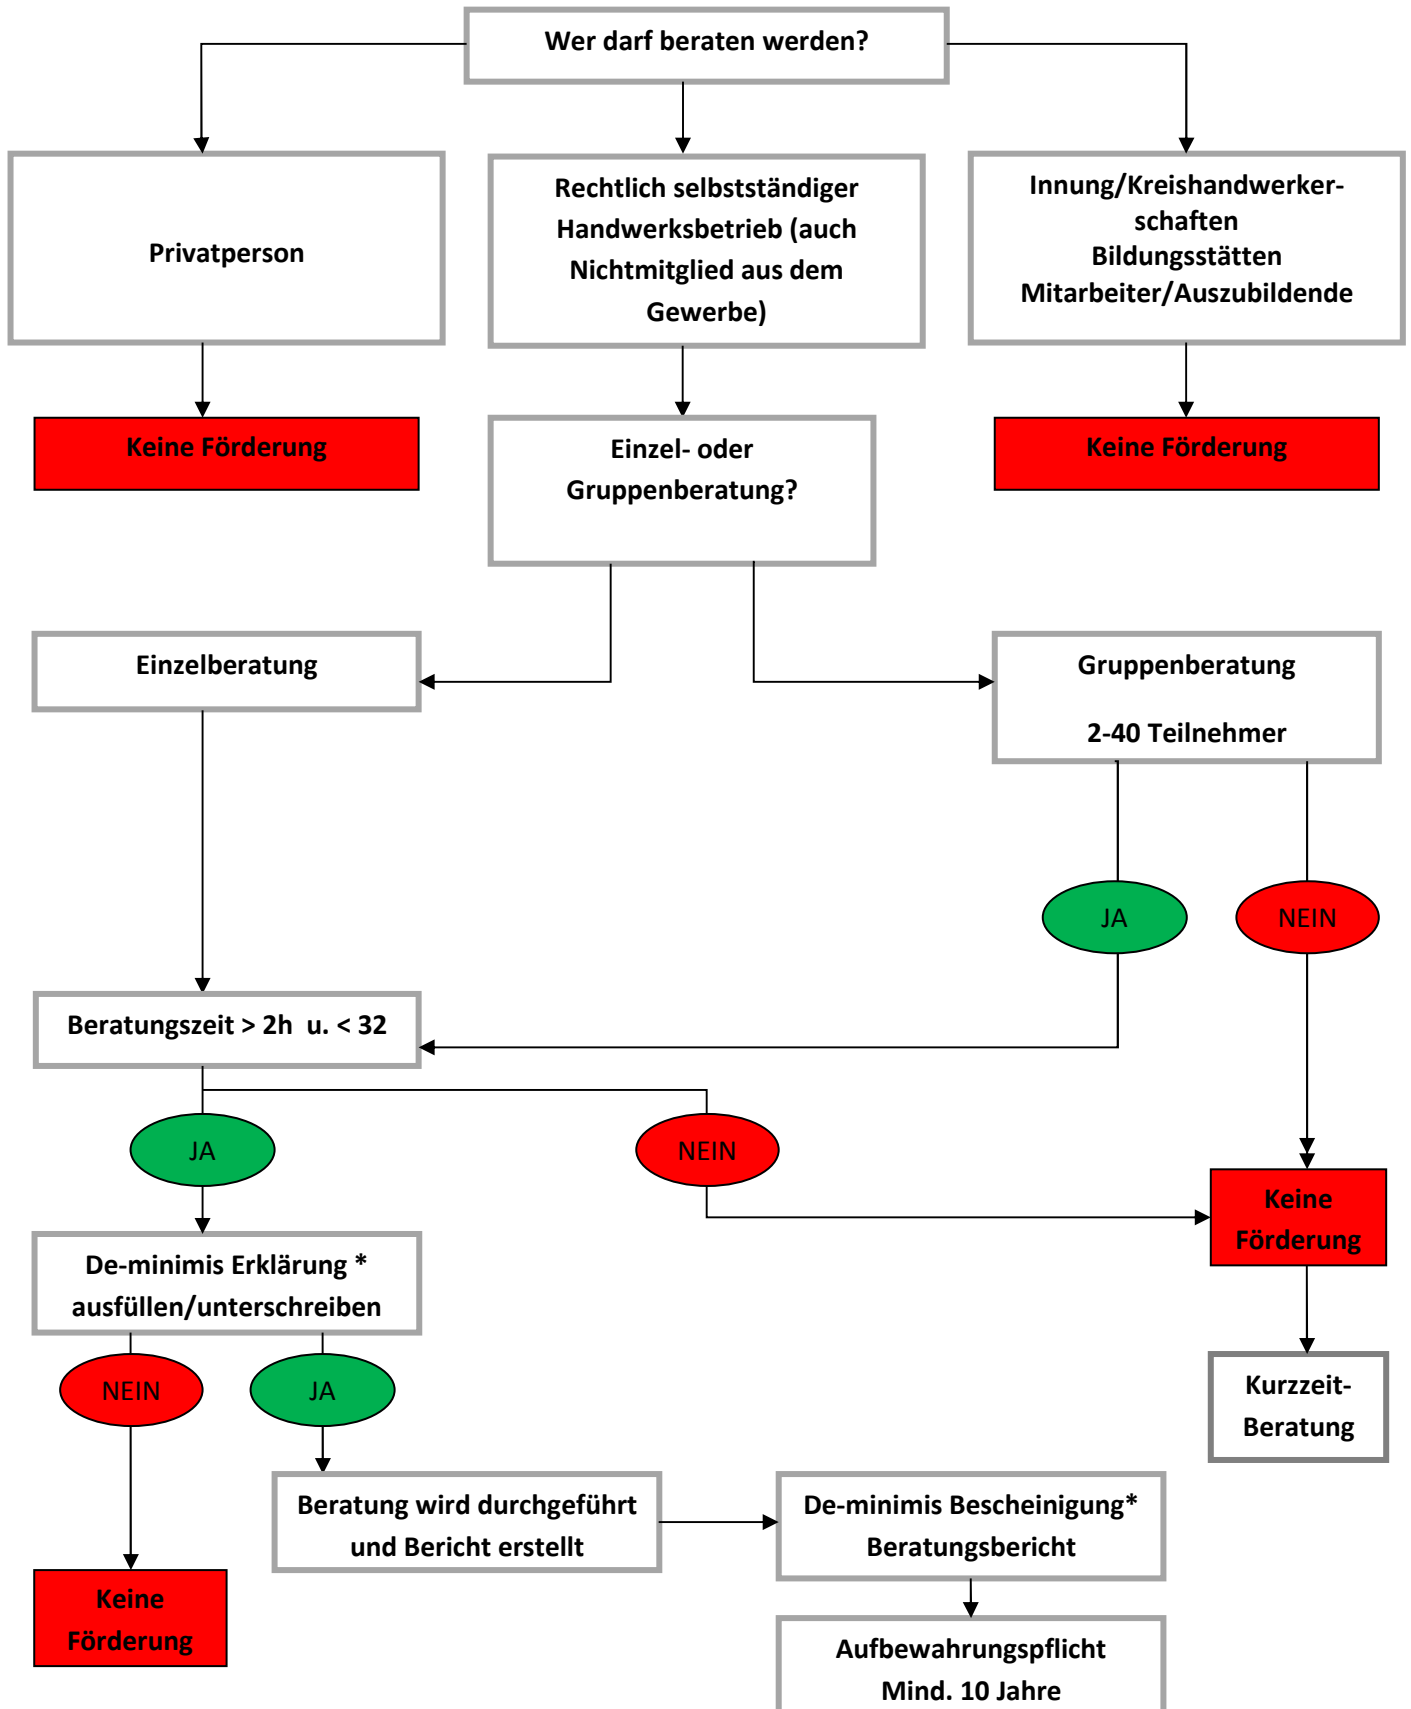 Wer darf beraten werden?
Privatperson
Rechtlich selbstständiger
Handwerksbetrieb (auch
Nichtmitglied aus dem
Gewerbe)
Innung/Kreishandwerker-
schaften
Bildungsstätten
Mitarbeiter/Auszubildende
Keine Förderung
Einzel- oder
Gruppenberatung?
Keine Förderung
Einzelberatung
Gruppenberatung
2-40 Teilnehmer
JA
NEIN
Beratungszeit > 2h  u. < 32
JA
NEIN
Keine
Förderung
De-minimis Erklärung *
ausfüllen/unterschreiben
NEIN
JA
Kurzzeit-
Beratung
Beratung wird durchgeführt
und Bericht erstellt
De-minimis Bescheinigung*
Beratungsbericht
Keine
Förderung
Aufbewahrungspflicht
Mind. 10 Jahre